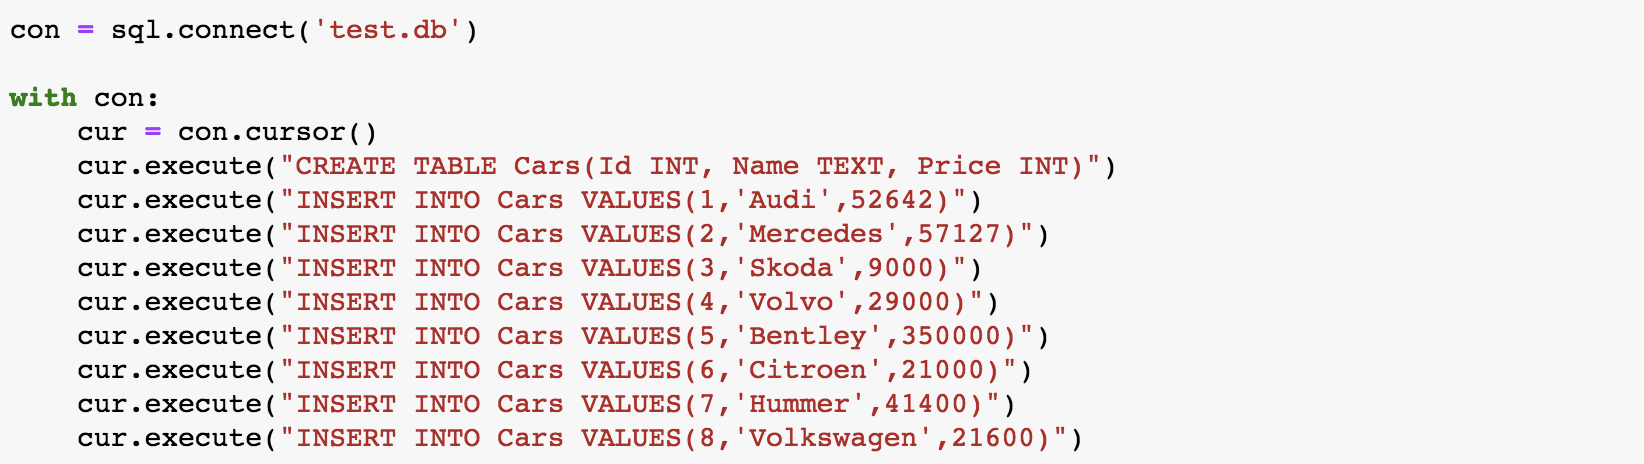 con = sql.connect('test.db')

with con:
    cur = con.cursor()
    cur.execute("CREATE TABLE Cars(Id INT, Name TEXT, Price INT)")
    cur.execute("INSERT INTO Cars VALUES(1,'Audi',52642)")
    cur.execute("INSERT INTO Cars VALUES(2,'Mercedes',57127)")
    cur.execute("INSERT INTO Cars VALUES(3,'Skoda',9000)")
    cur.execute("INSERT INTO Cars VALUES(4,'Volvo',29000)")
    cur.execute("INSERT INTO Cars VALUES(5,'Bentley',350000)")
    cur.execute("INSERT INTO Cars VALUES(6,'Citroen',21000)")
    cur.execute("INSERT INTO Cars VALUES(7,'Hummer',41400)")
    cur.execute("INSERT INTO Cars VALUES(8,'Volkswagen',21600)")